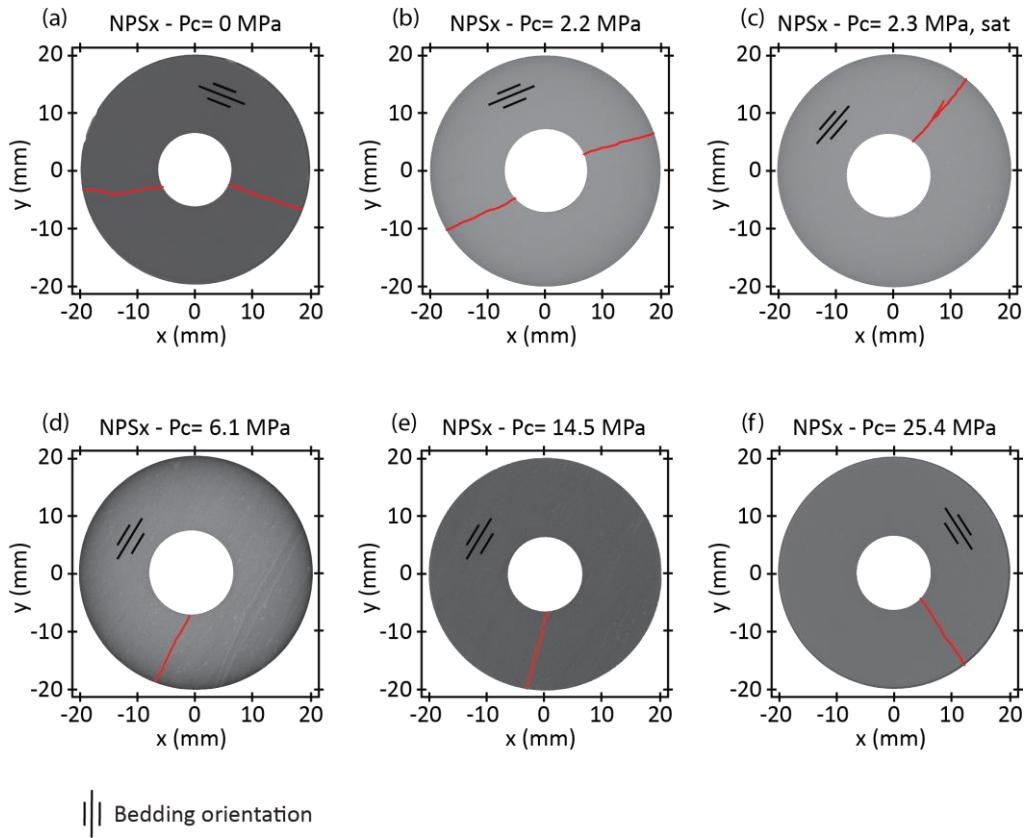 (a) NPSx - Pc= 0 MPa
20
10
0
-10
-20
y (mm)
-20 -10 0 10 20
x (mm)
(b) NPSx - Pc= 2.2 MPa
20
10
0
-10
-20
y (mm)
-20 -10 0 10 20
x (mm)
(c) NPSx - Pc= 2.3 MPa, sat
20
10
0
-10
-20
y (mm)
-20 -10 0 10 20
x (mm)
(d) NPSx - Pc= 6.1 MPa
20
10
0
-10
-20
y (mm)
-20 -10 0 10 20
x (mm)
(e) NPSx - Pc= 14.5 MPa
20
10
0
-10
-20
y (mm)
-20 -10 0 10 20
x (mm)
(f) NPSx - Pc= 25.4 MPa
20
10
0
-10
-20
y (mm)
-20 -10 0 10 20
x (mm)
Bedding orientation